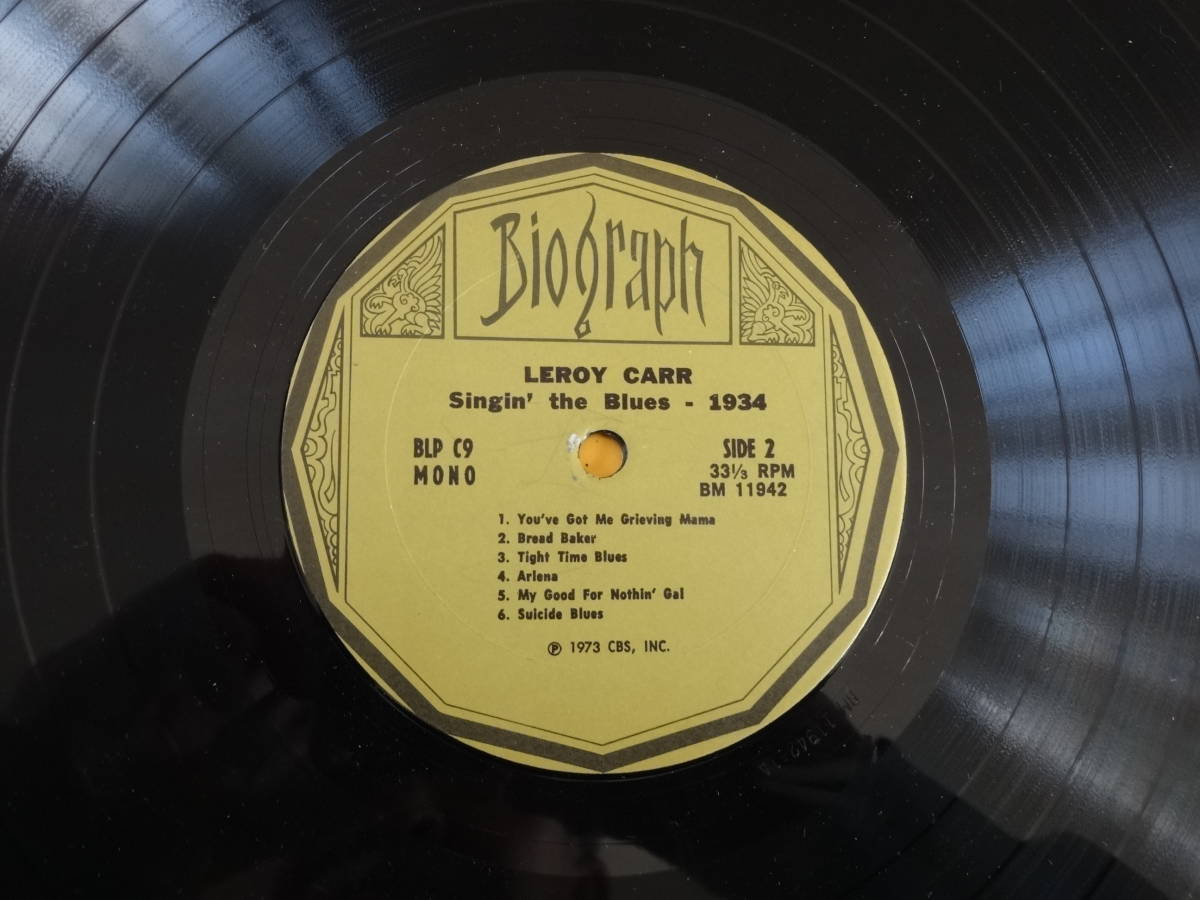 Biograph
LEROY CARR
Singin' the Blues - 1934
BLP C9
MONO
SIDE 2
33⅓ RPM
BM 11942
1. You've Got Me Grieving Mama
2. Bread Baker
3. Tight Time Blues
4. Arlena
5. My Good For Nothin' Gal
6. Suicide Blues
℗ 1973 CBS, INC.